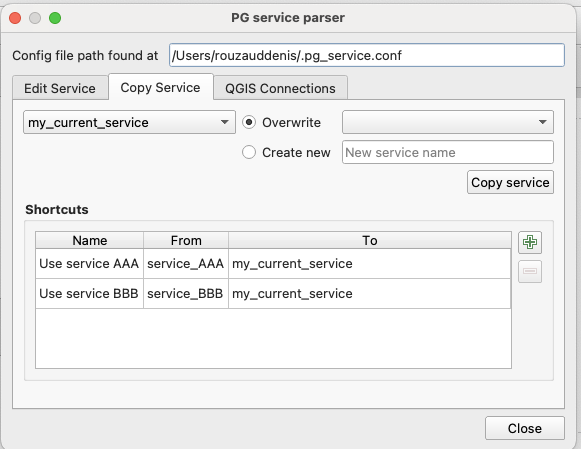 PG service parser
Config file path found at /Users/rouzauddenis/.pg_service.conf
Edit Service Copy Service QGIS Connections
my_current_service Overwrite
Create new New service name
Copy service
Shortcuts
Name From To
Use service AAA service_AAA my_current_service
Use service BBB service_BBB my_current_service
Close